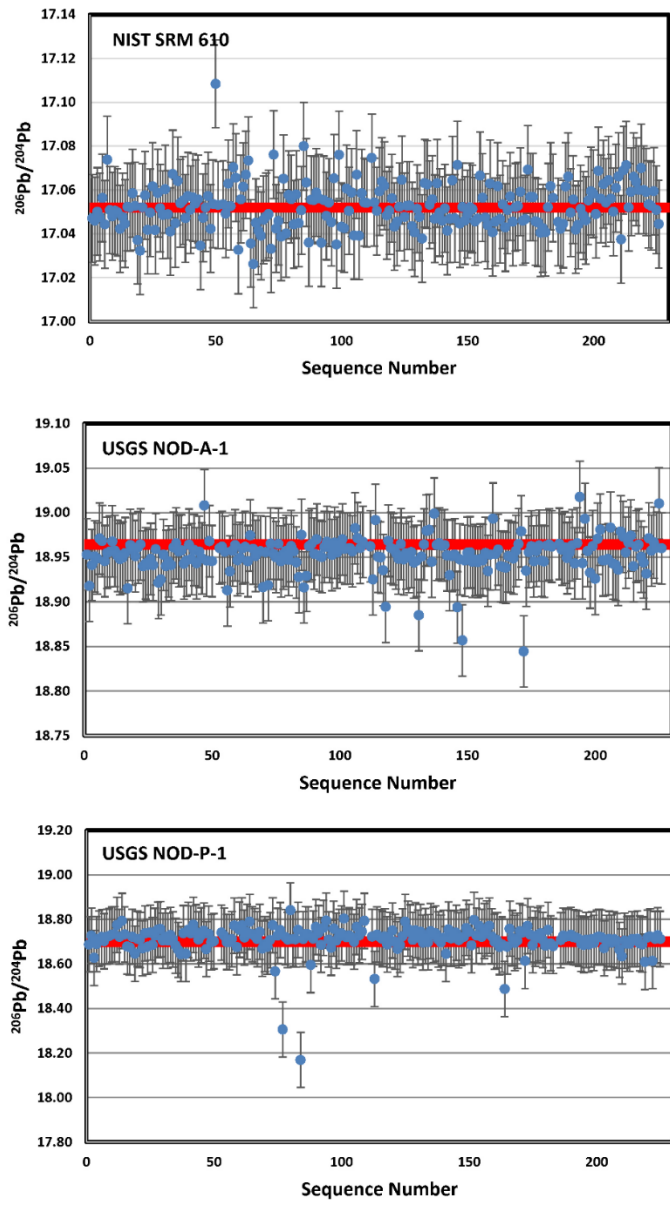 NIST SRM 610
17.14
17.12
17.10
17.08
17.06
17.04
17.02
17.00
206Pb/204Pb
0 50 100 150 200
Sequence Number
USGS NOD-A-1
19.10
19.05
19.00
18.95
18.90
18.85
18.80
18.75
206Pb/204Pb
0 50 100 150 200
Sequence Number
USGS NOD-P-1
19.20
19.00
18.80
18.60
18.40
18.20
18.00
17.80
206Pb/204Pb
0 50 100 150 200
Sequence Number